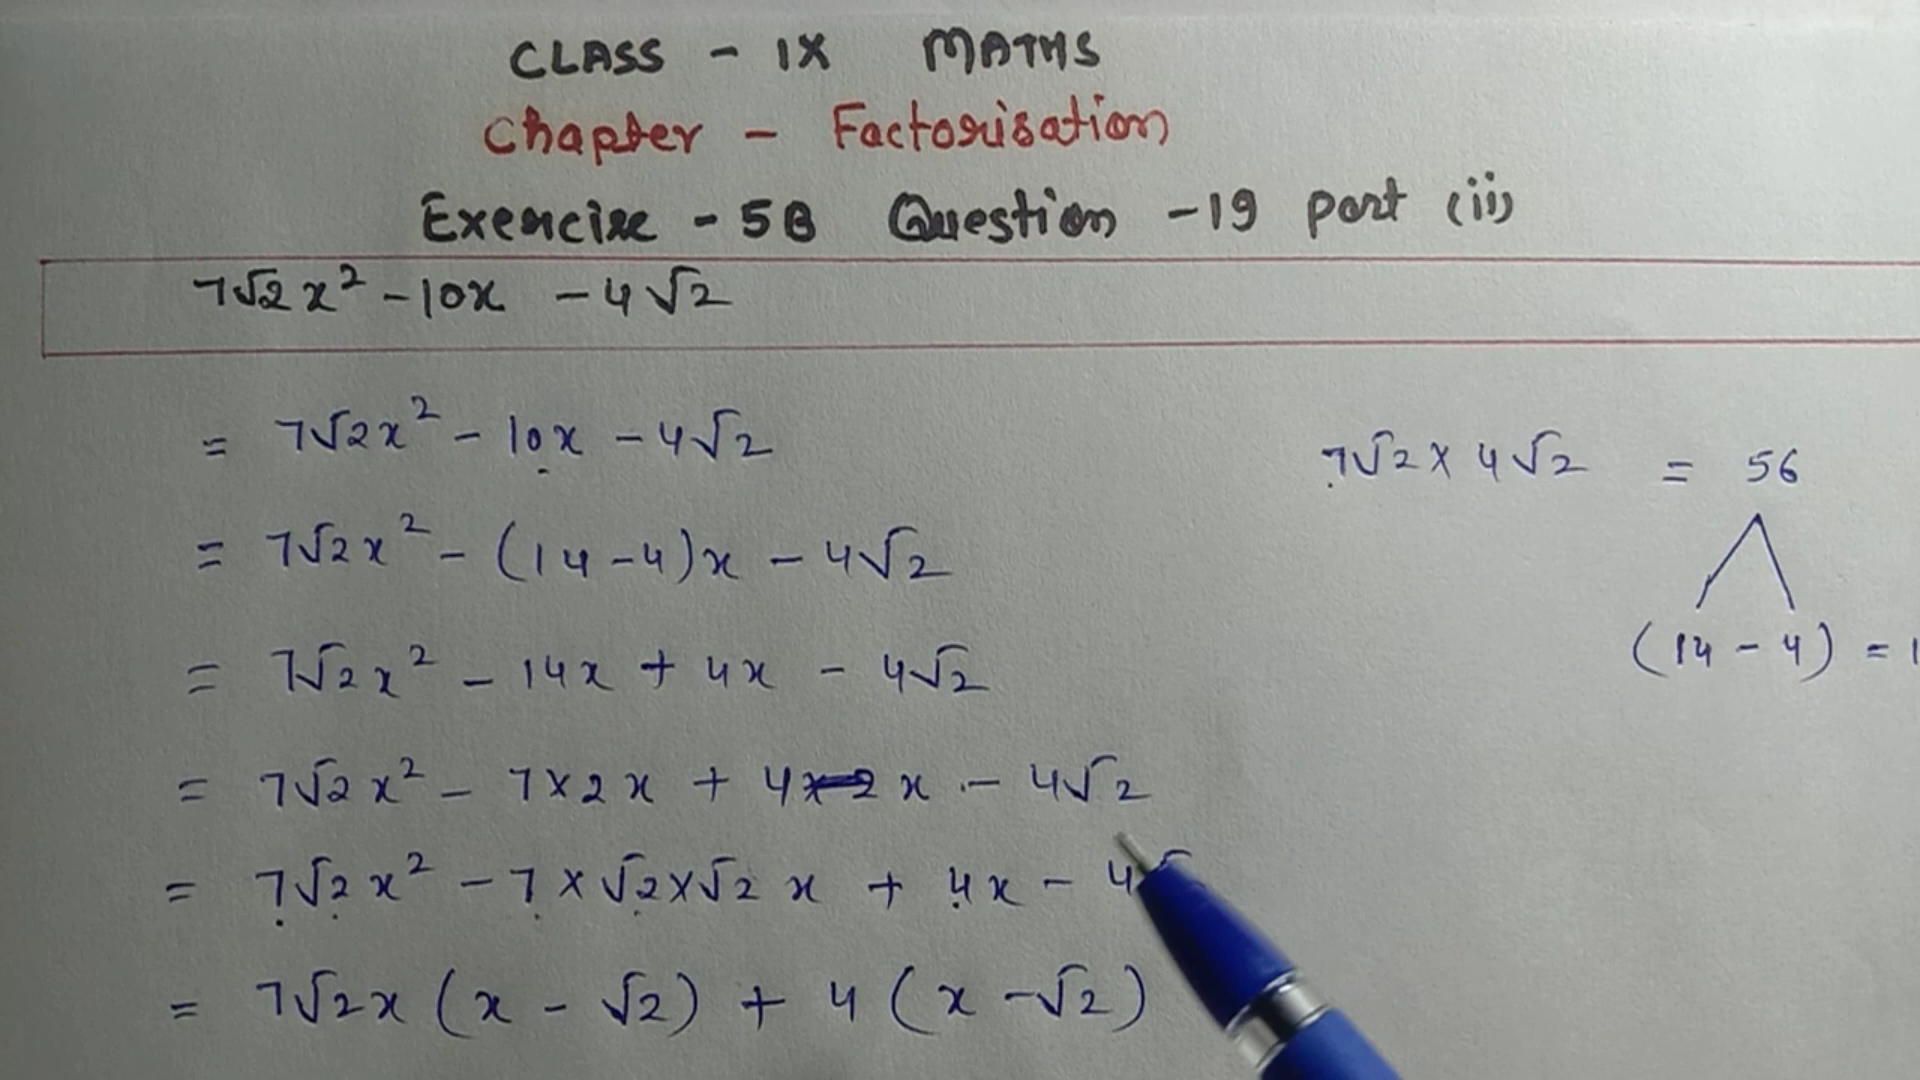 CLASS - IX MATHS
Chapter - Factorisation
Exercise - 5B Question - 19 part (ii)
7√2x² - 10x - 4√2
= 7√2x² - 10x - 4√2
7√2 × 4√2 = 56
= 7√2x² - (14-4)x - 4√2
(14 - 4) = 1
= 7√2x² - 14x + 4x - 4√2
= 7√2x² - 7×2x + 4x - 4√2
= 7√2x² - 7×√2×√2x + 4x - 4√
= 7√2x (x - √2) + 4 (x - √2)